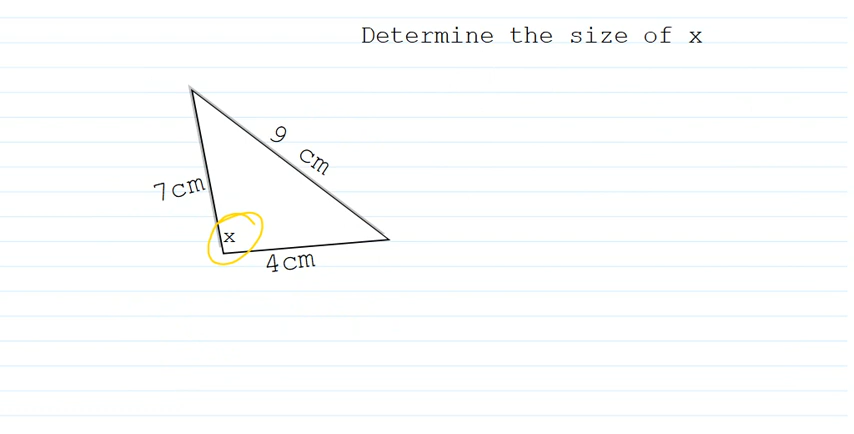 Determine the size of x
9 cm
7cm
x
4cm